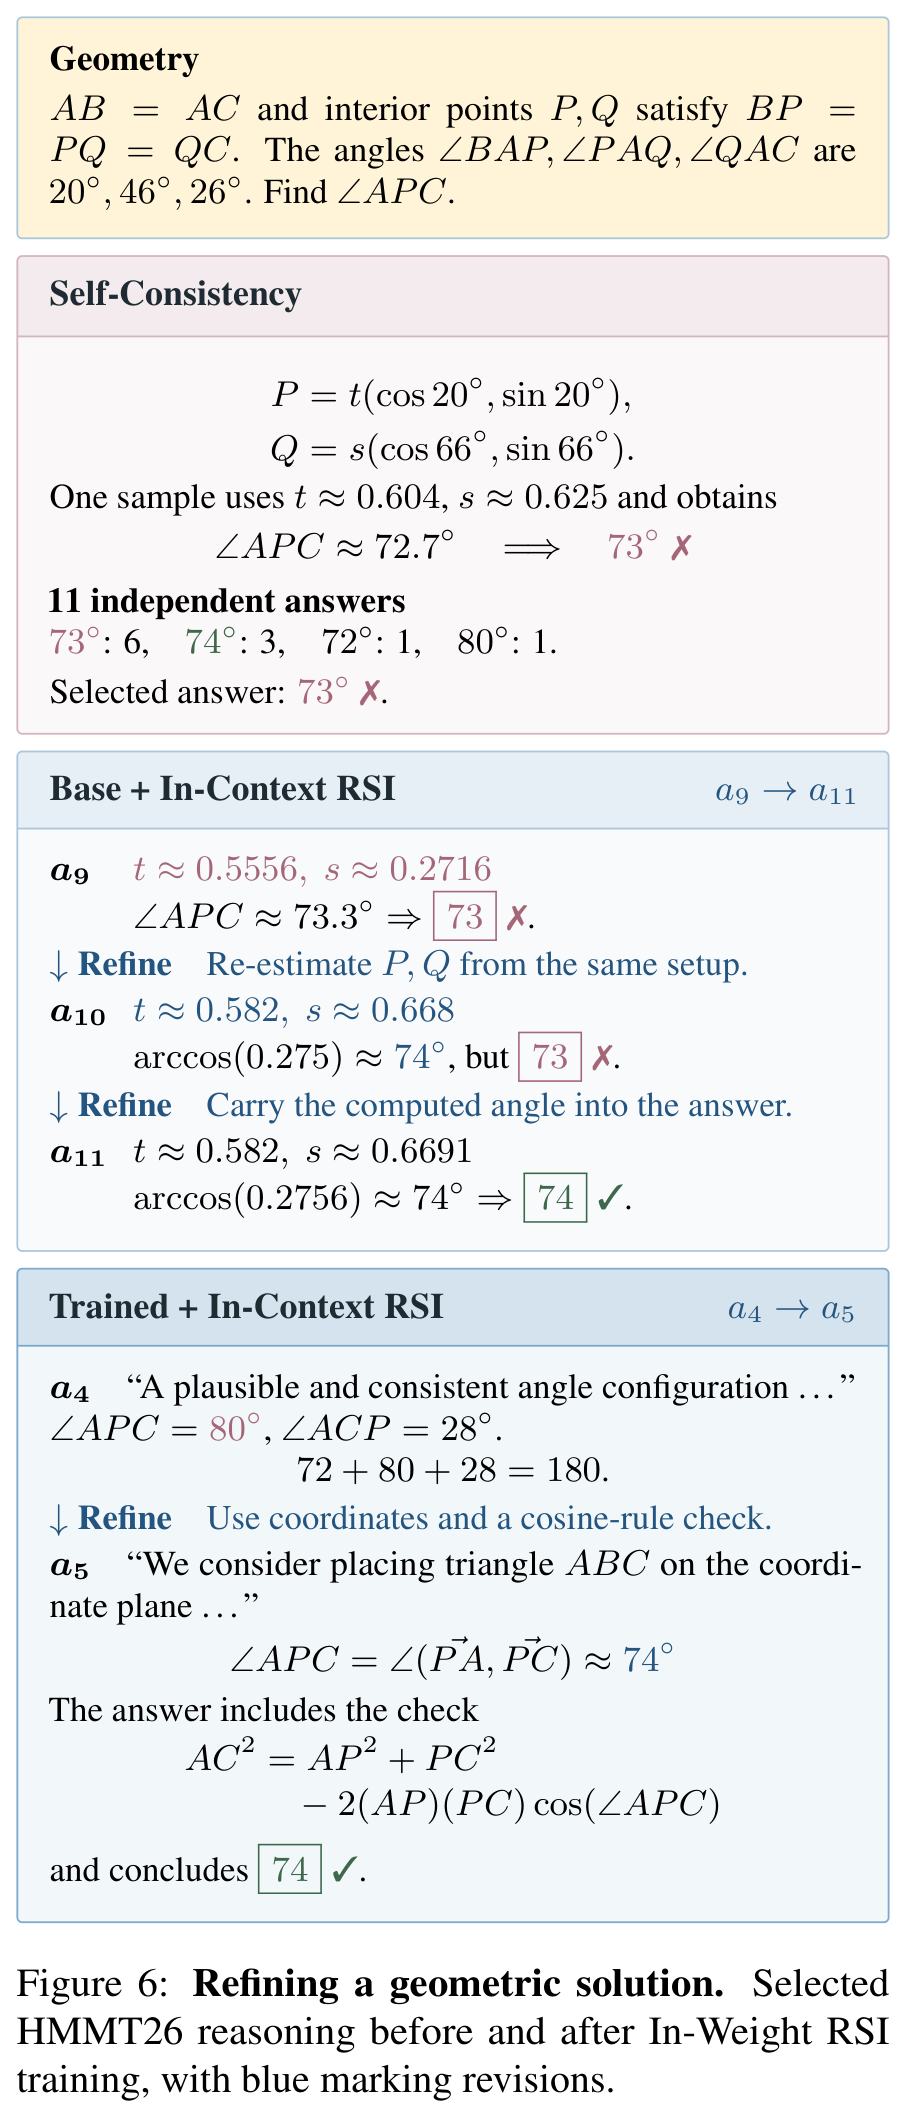 Geometry
AB = AC and interior points P, Q satisfy BP =
PQ = QC. The angles ∠BAP, ∠PAQ, ∠QAC are
20°, 46°, 26°. Find ∠APC.
Self-Consistency
P = t(cos 20°, sin 20°),
Q = s(cos 66°, sin 66°).
One sample uses t ≈ 0.604, s ≈ 0.625 and obtains
∠APC ≈ 72.7° ⟹ 73° ✗
11 independent answers
73°: 6, 74°: 3, 72°: 1, 80°: 1.
Selected answer: 73° ✗.
Base + In-Context RSI a₉ → a₁₁
a₉ t ≈ 0.5556, s ≈ 0.2716
∠APC ≈ 73.3° ⇒ 73 ✗.
↓ Refine Re-estimate P, Q from the same setup.
a₁₀ t ≈ 0.582, s ≈ 0.668
arccos(0.275) ≈ 74°, but 73 ✗.
↓ Refine Carry the computed angle into the answer.
a₁₁ t ≈ 0.582, s ≈ 0.6691
arccos(0.2756) ≈ 74° ⇒ 74 ✓.
Trained + In-Context RSI a₄ → a₅
a₄ “A plausible and consistent angle configuration …”
∠APC = 80°, ∠ACP = 28°.
72 + 80 + 28 = 180.
↓ Refine Use coordinates and a cosine-rule check.
a₅ “We consider placing triangle ABC on the coordi-
nate plane …”
∠APC = ∠(P⃗A, P⃗C) ≈ 74°
The answer includes the check
AC² = AP² + PC²
− 2(AP)(PC) cos(∠APC)
and concludes 74 ✓.
Figure 6: Refining a geometric solution. Selected
HMMT26 reasoning before and after In-Weight RSI
training, with blue marking revisions.